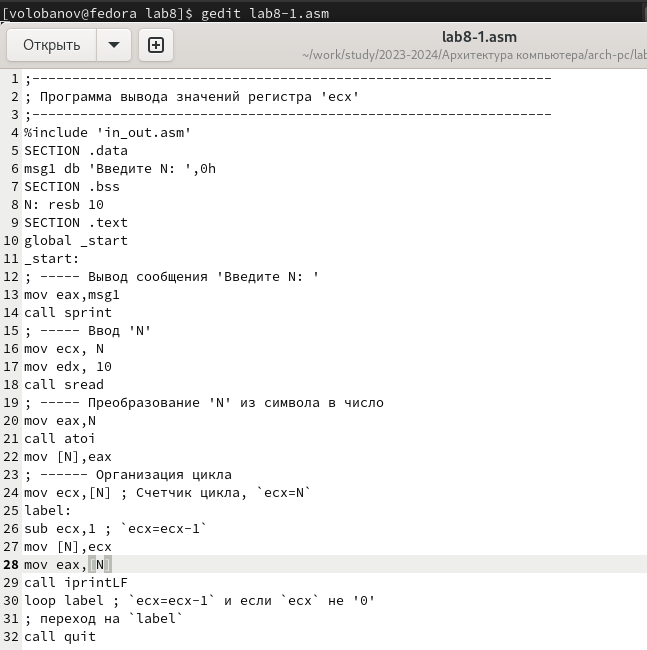 [volobanov@fedora lab8]$ gedit lab8-1.asm
Открыть
lab8-1.asm
~/work/study/2023-2024/Архитектура компьютера/arch-pc/lab
1 ;-----------------------------------------------------------------
2 ; Программа вывода значений регистра 'ecx'
3 ;-----------------------------------------------------------------
4 %include 'in_out.asm'
5 SECTION .data
6 msg1 db 'Введите N: ',0h
7 SECTION .bss
8 N: resb 10
9 SECTION .text
10 global _start
11 _start:
12 ; ----- Вывод сообщения 'Введите N: '
13 mov eax,msg1
14 call sprint
15 ; ----- Ввод 'N'
16 mov ecx, N
17 mov edx, 10
18 call sread
19 ; ----- Преобразование 'N' из символа в число
20 mov eax,N
21 call atoi
22 mov [N],eax
23 ; ------ Организация цикла
24 mov ecx,[N] ; Счетчик цикла, `ecx=N`
25 label:
26 sub ecx,1 ; `ecx=ecx-1`
27 mov [N],ecx
28 mov eax,[N]
29 call iprintLF
30 loop label ; `ecx=ecx-1` и если `ecx` не '0'
31 ; переход на `label`
32 call quit